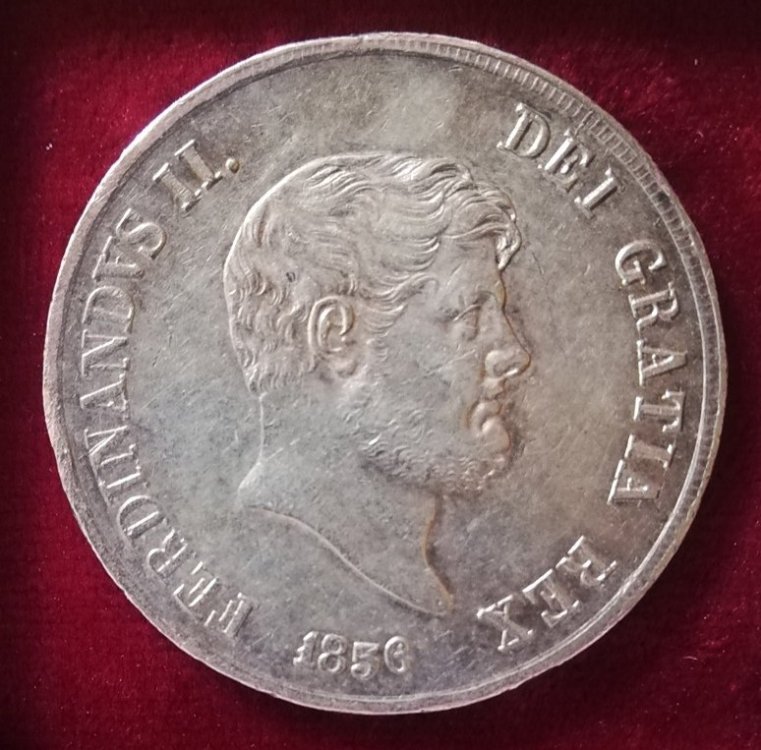 FERDINANDVS II.
DEI GRATIA REX
1856